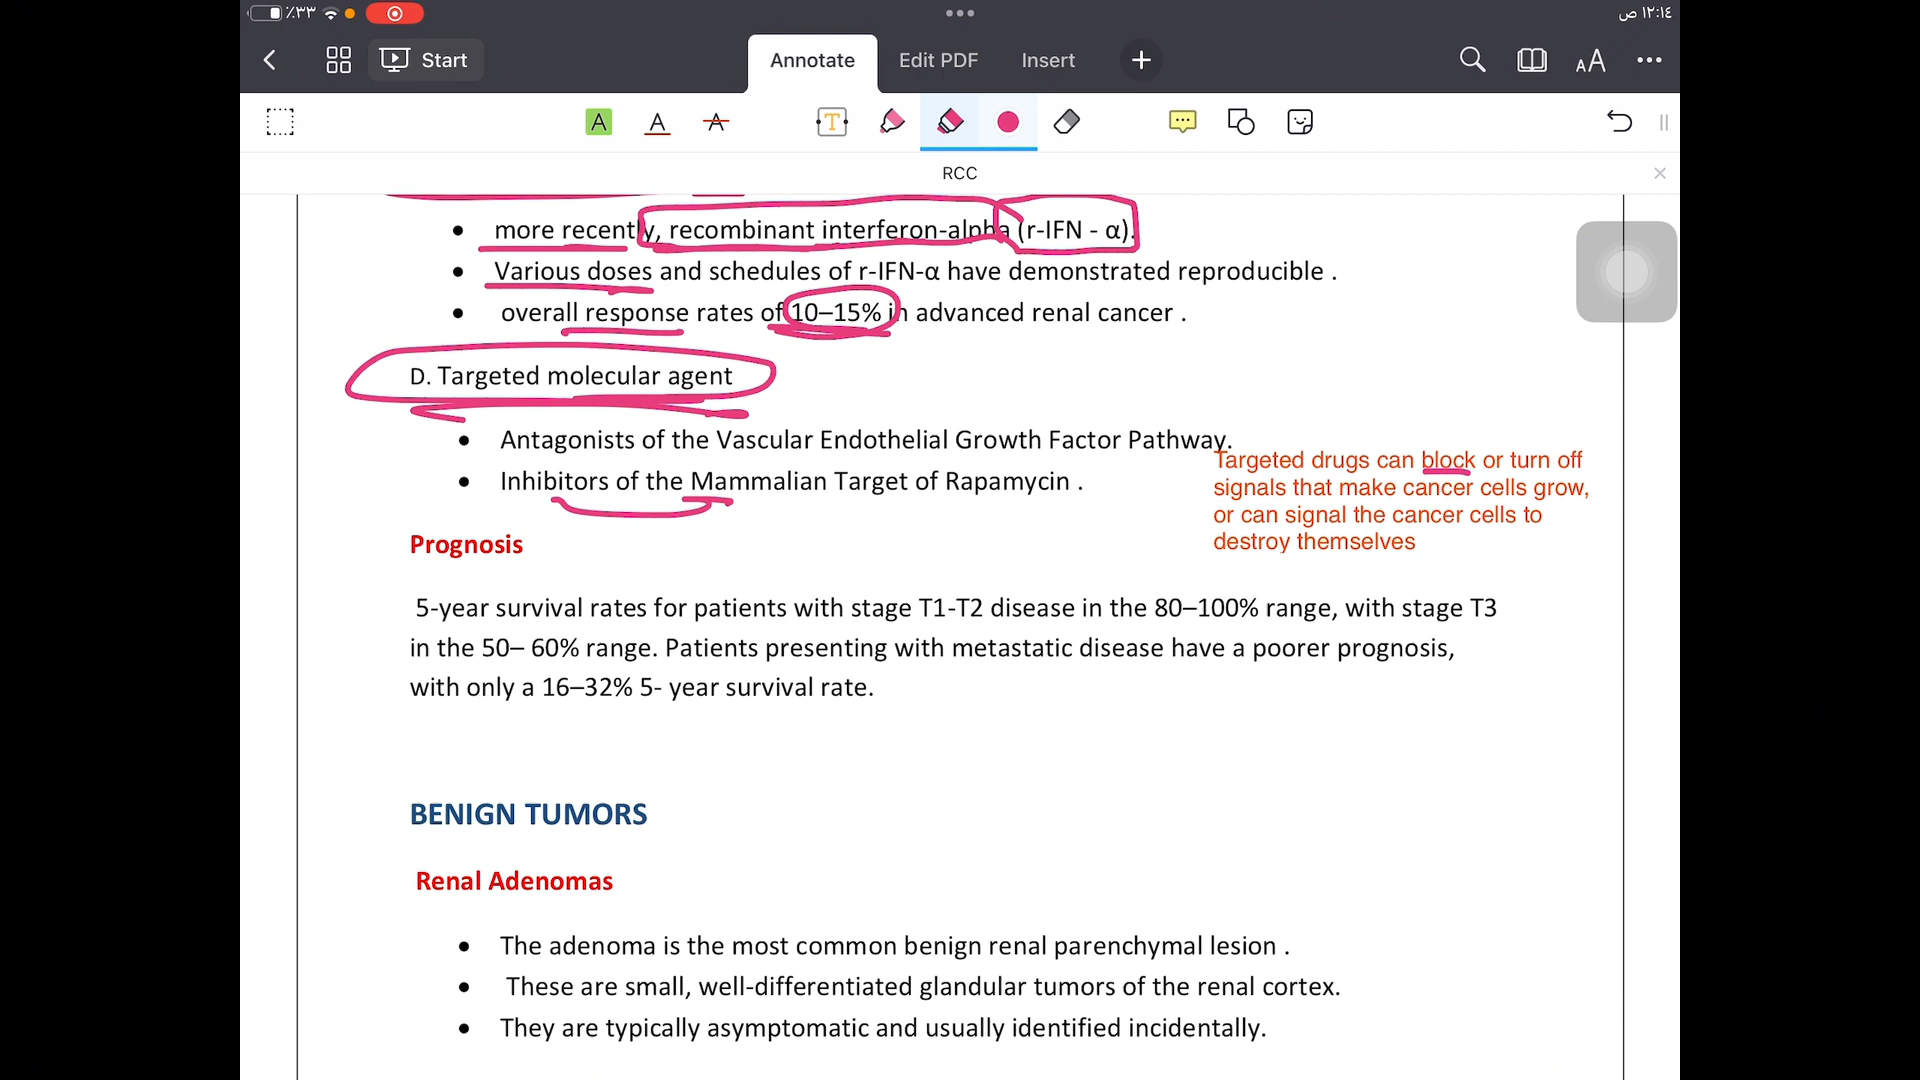 ٪٣٣
١٢:١٤ ص
Start
Annotate
Edit PDF
Insert
RCC
more recently, recombinant interferon-alpha (r-IFN - α).
Various doses and schedules of r-IFN-α have demonstrated reproducible .
overall response rates of 10–15% in advanced renal cancer .
D. Targeted molecular agent
Antagonists of the Vascular Endothelial Growth Factor Pathway.
Inhibitors of the Mammalian Target of Rapamycin .
Targeted drugs can block or turn off
signals that make cancer cells grow,
or can signal the cancer cells to
destroy themselves
Prognosis
5-year survival rates for patients with stage T1-T2 disease in the 80–100% range, with stage T3
in the 50– 60% range. Patients presenting with metastatic disease have a poorer prognosis,
with only a 16–32% 5- year survival rate.
BENIGN TUMORS
Renal Adenomas
The adenoma is the most common benign renal parenchymal lesion .
These are small, well-differentiated glandular tumors of the renal cortex.
They are typically asymptomatic and usually identified incidentally.